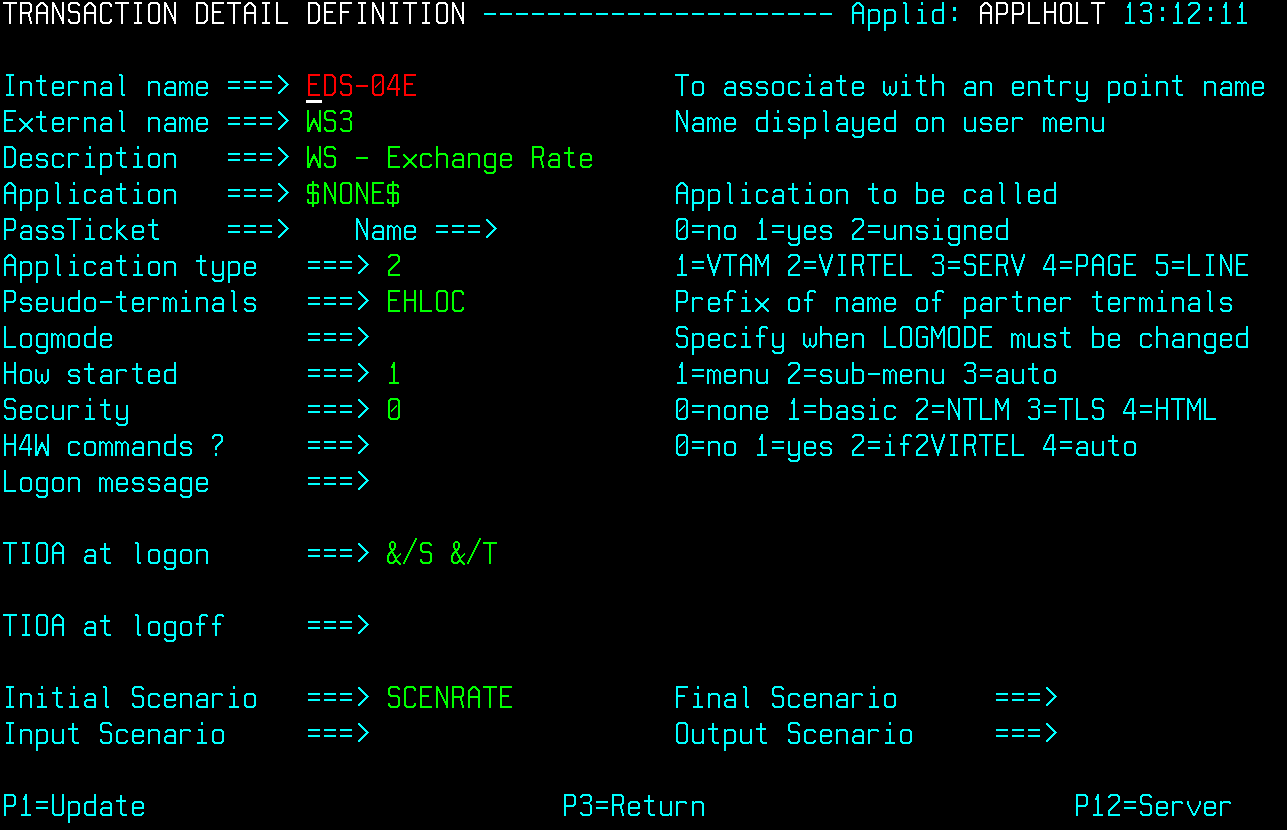 TRANSACTION DETAIL DEFINITION ---------------------- Applid: APPLHOLT 13:12:11
Internal name ===> EDS-04E To associate with an entry point name
External name ===> WS3 Name displayed on user menu
Description ===> WS - Exchange Rate
Application ===> $NONE$ Application to be called
PassTicket ===> Name ===> 0=no 1=yes 2=unsigned
Application type ===> 2 1=VTAM 2=VIRTEL 3=SERV 4=PAGE 5=LINE
Pseudo-terminals ===> EHLOC Prefix of name of partner terminals
Logmode ===> Specify when LOGMODE must be changed
How started ===> 1 1=menu 2=sub-menu 3=auto
Security ===> 0 0=none 1=basic 2=NTLM 3=TLS 4=HTML
H4W commands ? ===> 0=no 1=yes 2=if2VIRTEL 4=auto
Logon message ===>
TIOA at logon ===> &/S &/T
TIOA at logoff ===>
Initial Scenario ===> SCENRATE Final Scenario ===>
Input Scenario ===> Output Scenario ===>
P1=Update P3=Return P12=Server